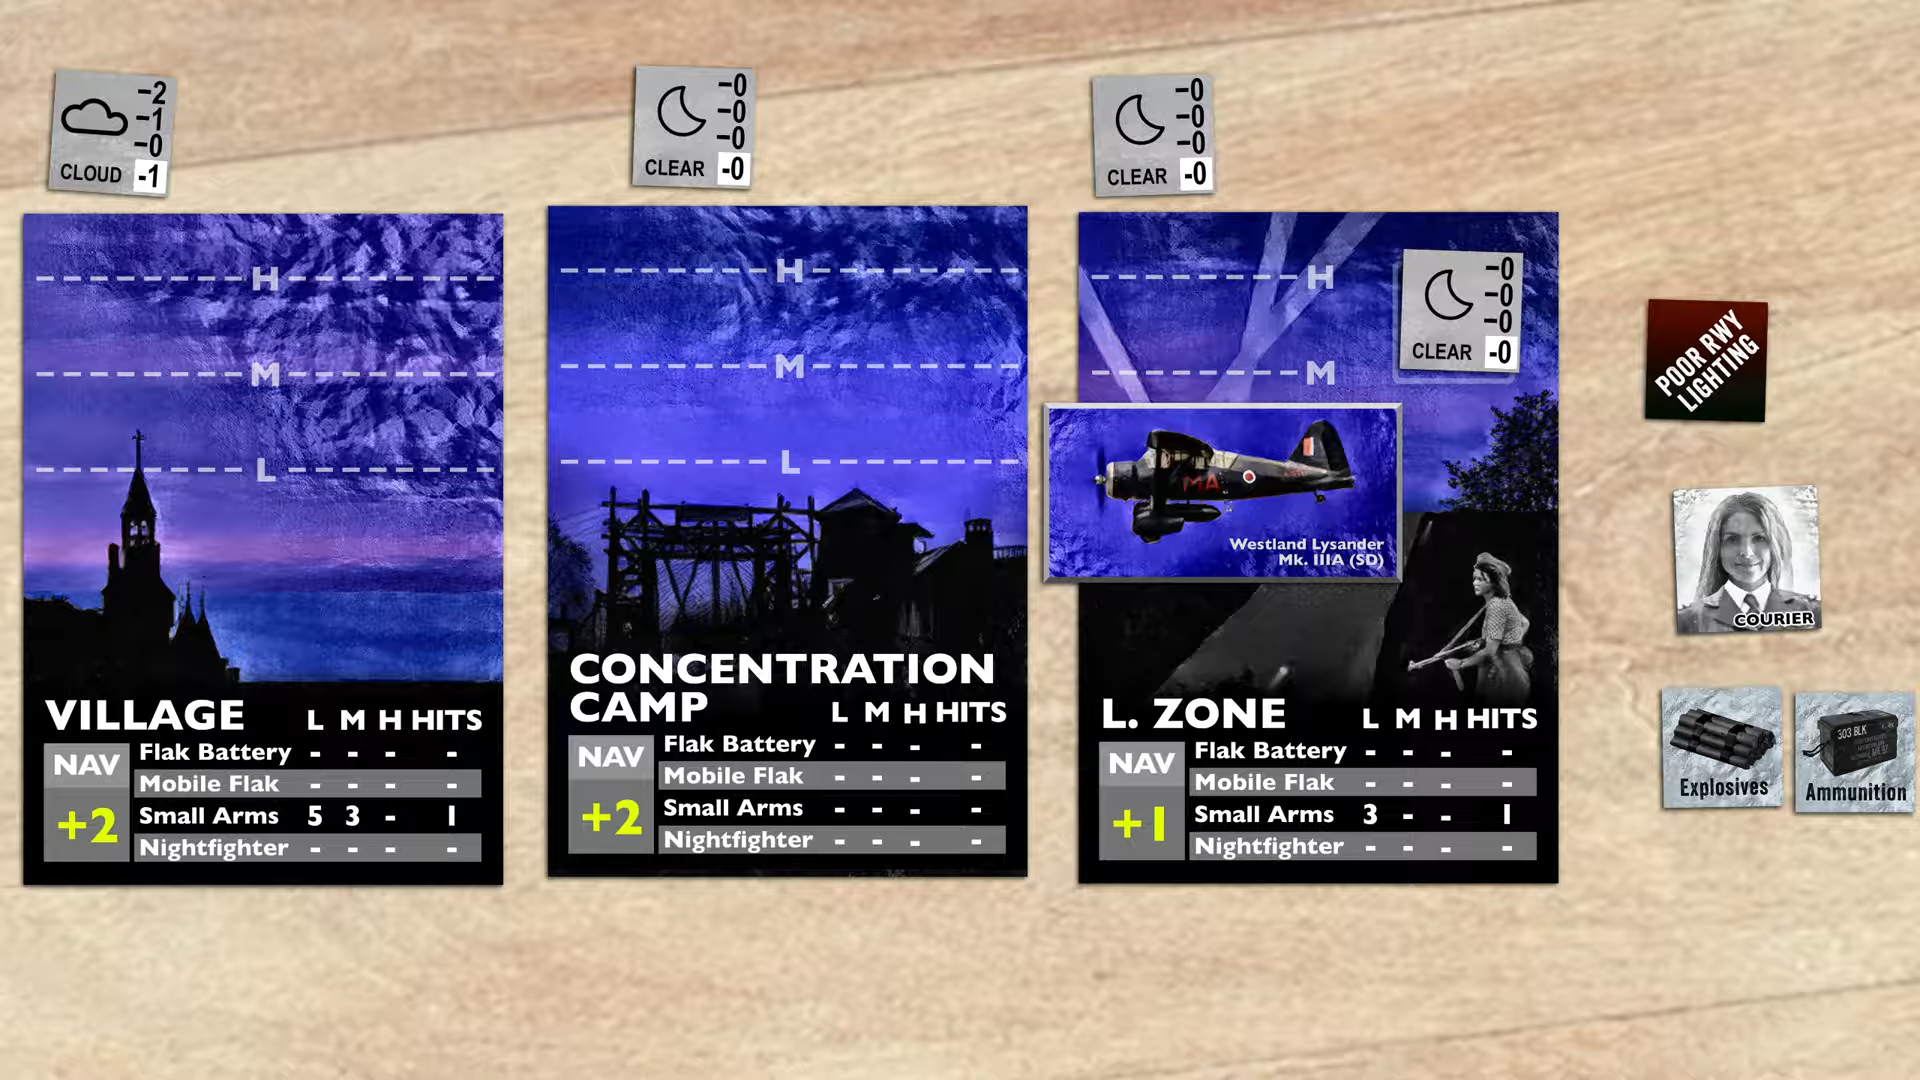 −2
−1
−0
CLOUD -1
−0
−0
−0
CLEAR -0
−0
−0
−0
CLEAR -0
H
M
L
VILLAGE L M H HITS
NAV +2
Flak Battery - - - -
Mobile Flak - - - -
Small Arms 5 3 - 1
Nightfighter - - - -
H
M
L
CONCENTRATION
CAMP L M H HITS
NAV +2
Flak Battery - - - -
Mobile Flak - - - -
Small Arms - - - -
Nightfighter - - - -
H
M
−0
−0
−0
CLEAR -0
MA
Westland Lysander
Mk. IIIA (SD)
L. ZONE L M H HITS
NAV +1
Flak Battery - - - -
Mobile Flak - - - -
Small Arms 3 - - 1
Nightfighter - - - -
POOR RWY
LIGHTING
COURIER
Explosives
303 BLK
Ammunition